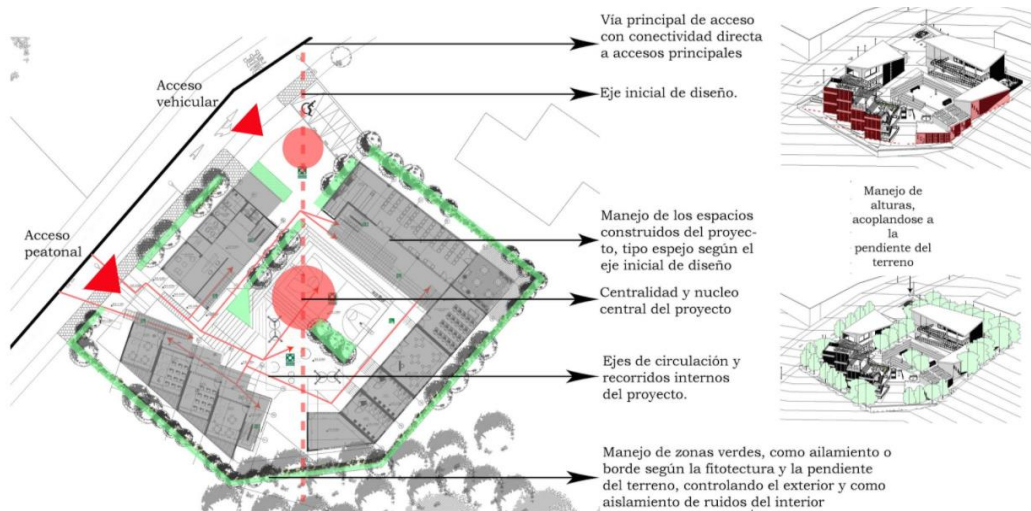 Vía principal de acceso
con conectividad directa
a accesos principales
Acceso
vehicular
Eje inicial de diseño.
Acceso
peatonal
Manejo de los espacios
construidos del proyec-
to, tipo espejo según el
eje inicial de diseño
Centralidad y nucleo
central del proyecto
Ejes de circulación y
recorridos internos
del proyecto.
Manejo de zonas verdes, como ailamiento o
borde según la fitotectura y la pendiente
del terreno, controlando el exterior y como
aislamiento de ruidos del interior
Manejo de
alturas,
acoplandose a
la
pendiente del
terreno